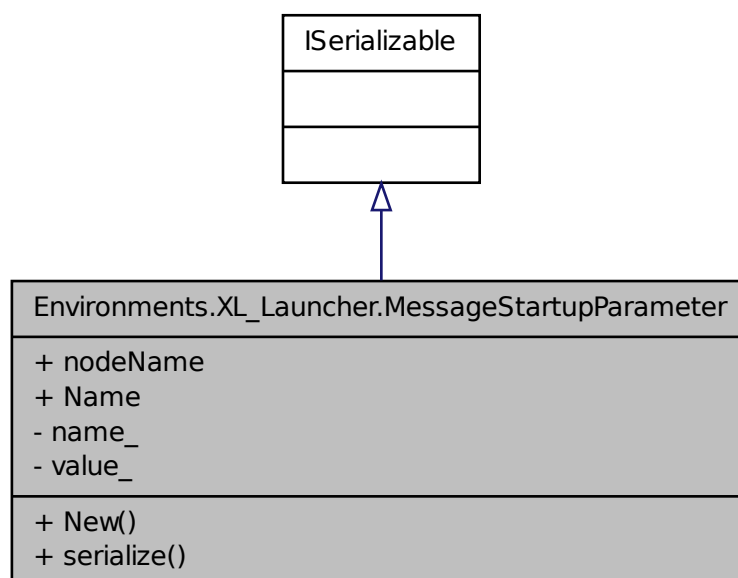 ISerializable
Environments.XL_Launcher.MessageStartupParameter
+ nodeName
+ Name
- name_
- value_
+ New()
+ serialize()